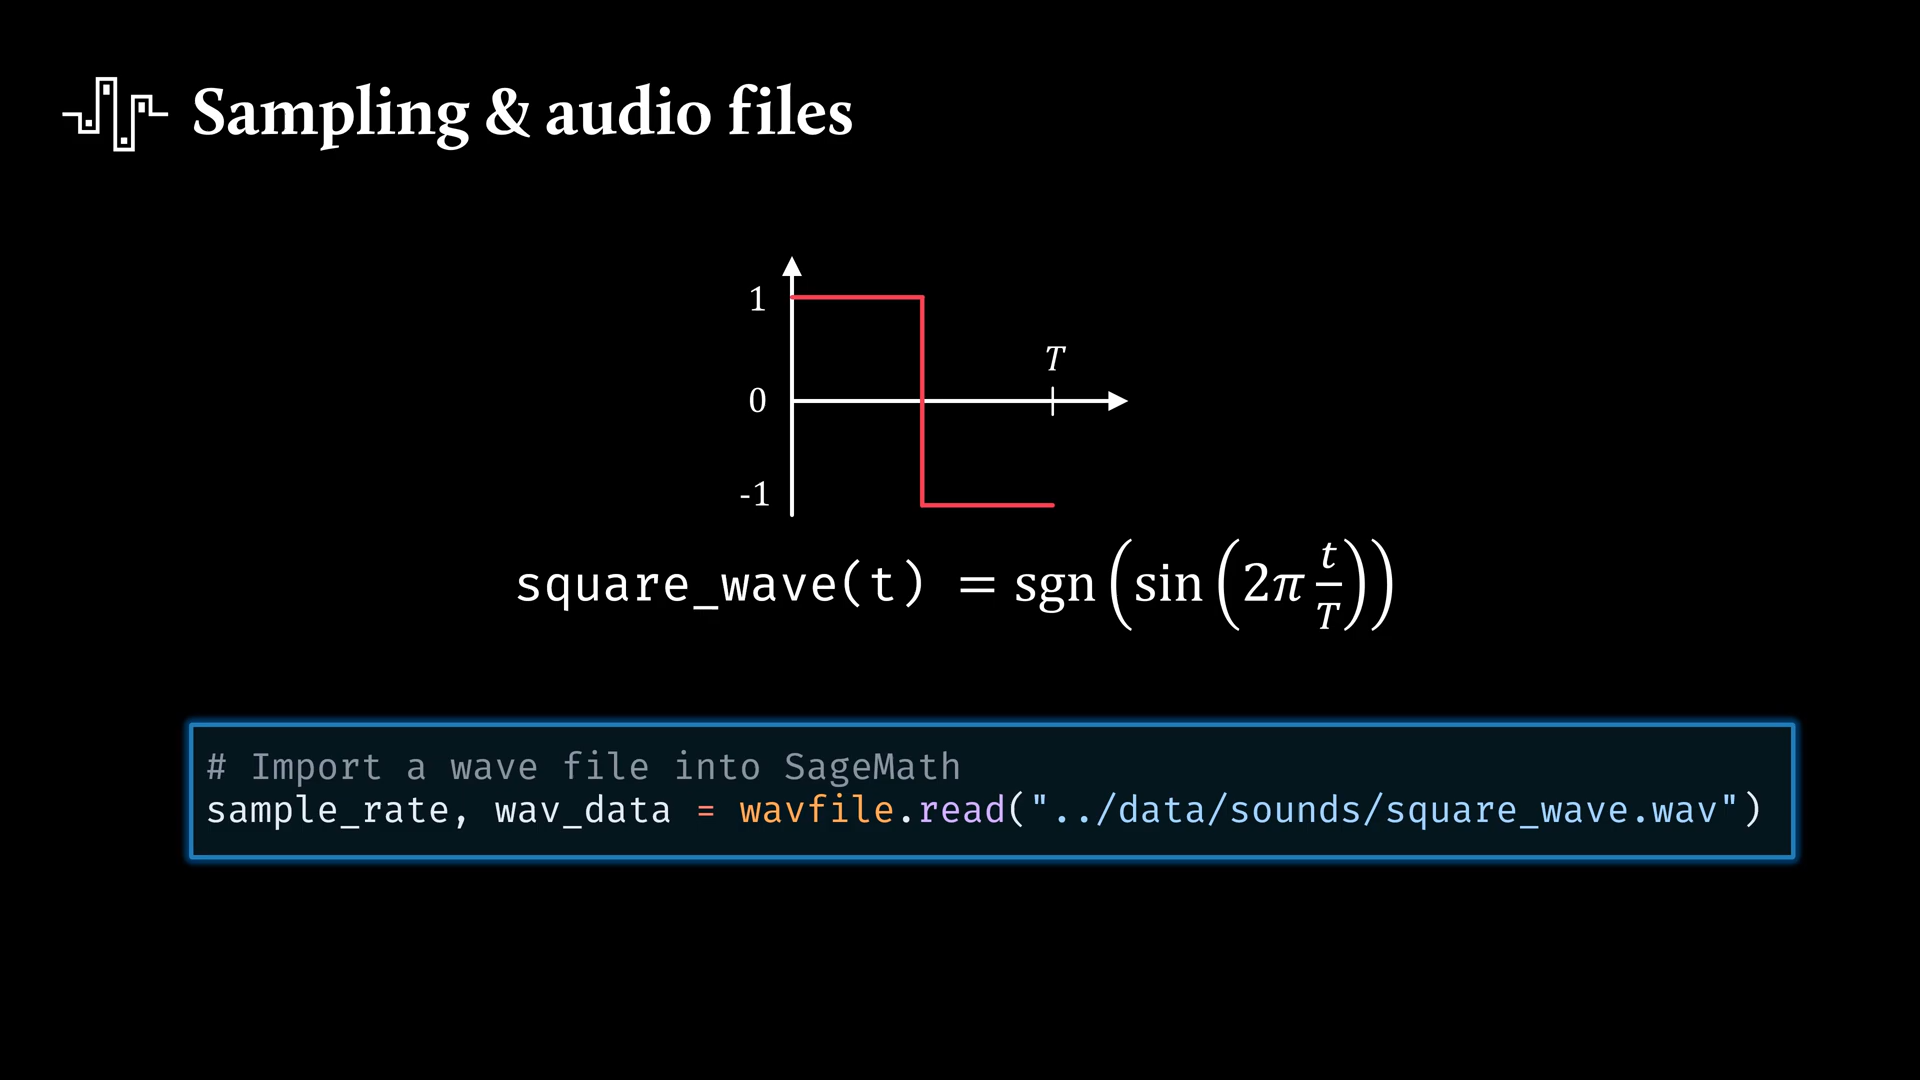 Sampling & audio files
1
T
0
-1
square_wave(t) = sgn(sin(2π t/T))
# Import a wave file into SageMath
sample_rate, wav_data = wavfile.read("../data/sounds/square_wave.wav")